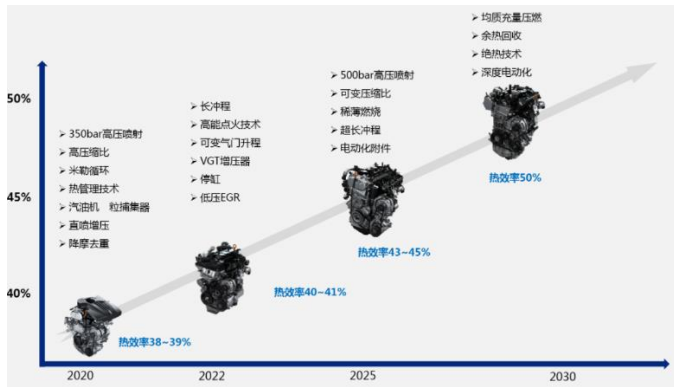 50%
45%
40%
➢ 350bar高压喷射
➢ 高压缩比
➢ 米勒循环
➢ 热管理技术
➢ 汽油机 粒捕集器
➢ 直喷增压
➢ 降摩去重
热效率38~39%
➢ 长冲程
➢ 高能点火技术
➢ 可变气门升程
➢ VGT增压器
➢ 停缸
➢ 低压EGR
热效率40~41%
➢ 500bar高压喷射
➢ 可变压缩比
➢ 稀薄燃烧
➢ 超长冲程
➢ 电动化附件
热效率43~45%
➢ 均质充量压燃
➢ 余热回收
➢ 绝热技术
➢ 深度电动化
热效率50%
2020
2022
2025
2030